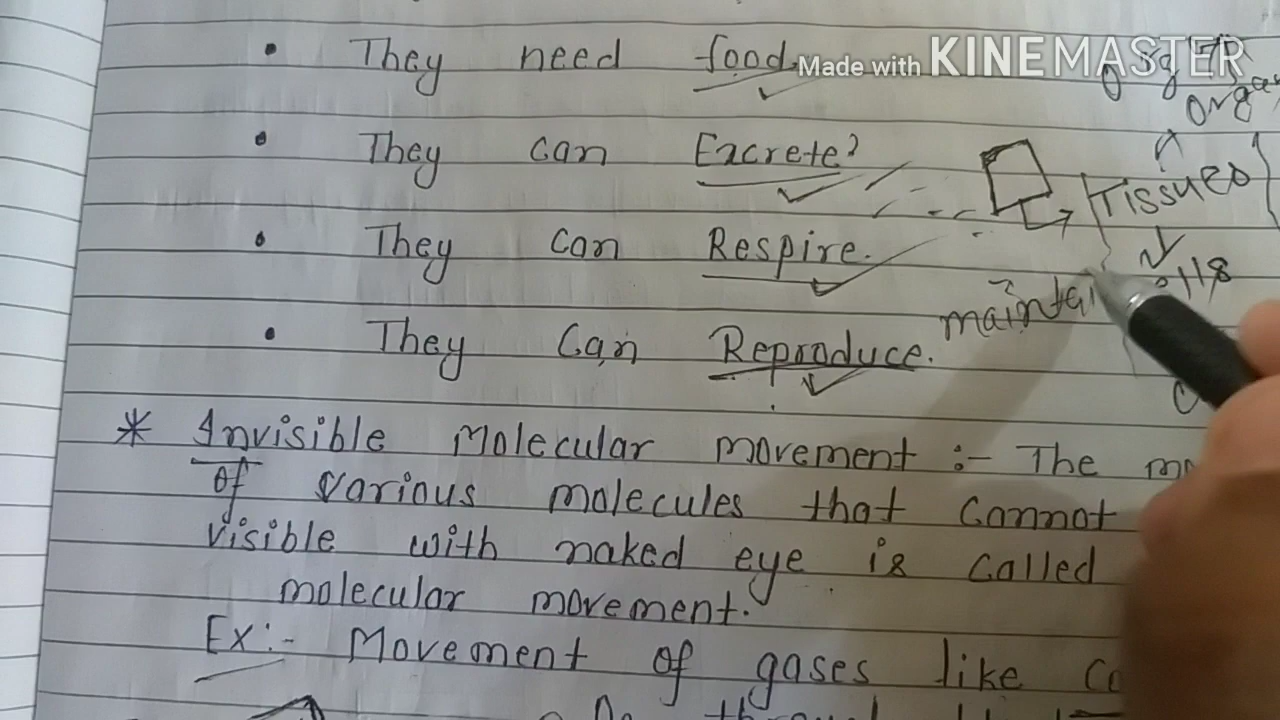 • They need food.
Made with KINEMASTER
• They can Excrete?
Tissues
• They can Respire.
• They Can Reproduce.
* Invisible Molecular movement :- The
of various molecules that cannot
visible with naked eye is called
molecular movement.
Ex:- Movement of gases like